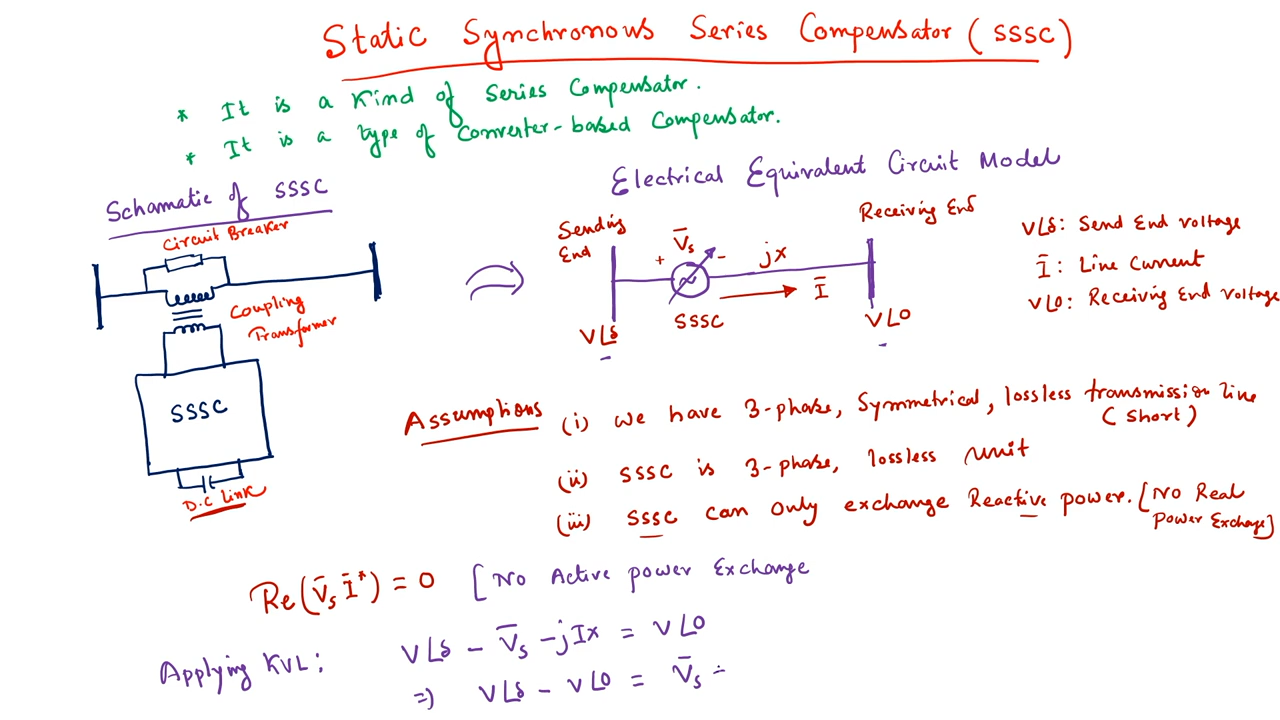 Static Synchronous Series Compensator (SSSC)
* It is a Kind of Series Compensator.
* It is a type of Converter-based Compensator.
Schamatic of SSSC
Circuit Breaker
Coupling
Transformer
SSSC
D.C Link
Electrical Equivalent Circuit Model
Sending
End
Receiving End
V̄s
+ -
jx
Ī
SSSC
V∠δ
V∠0
V∠δ: Send End Voltage
Ī: Line Current
V∠0: Receiving End Voltage
Assumptions (i) We have 3-phase, Symmetrical, lossless transmission line
(Short)
(ii) SSSC is 3-phase, lossless unit
(iii) SSSC can only exchange Reactive power. [No Real
Power Exchage]
Re(V̄s Ī*) = 0 [No Active power Exchange
Applying KVL: V∠δ - V̄s - jIx = V∠0
=) V∠δ - V∠0 = V̄s -